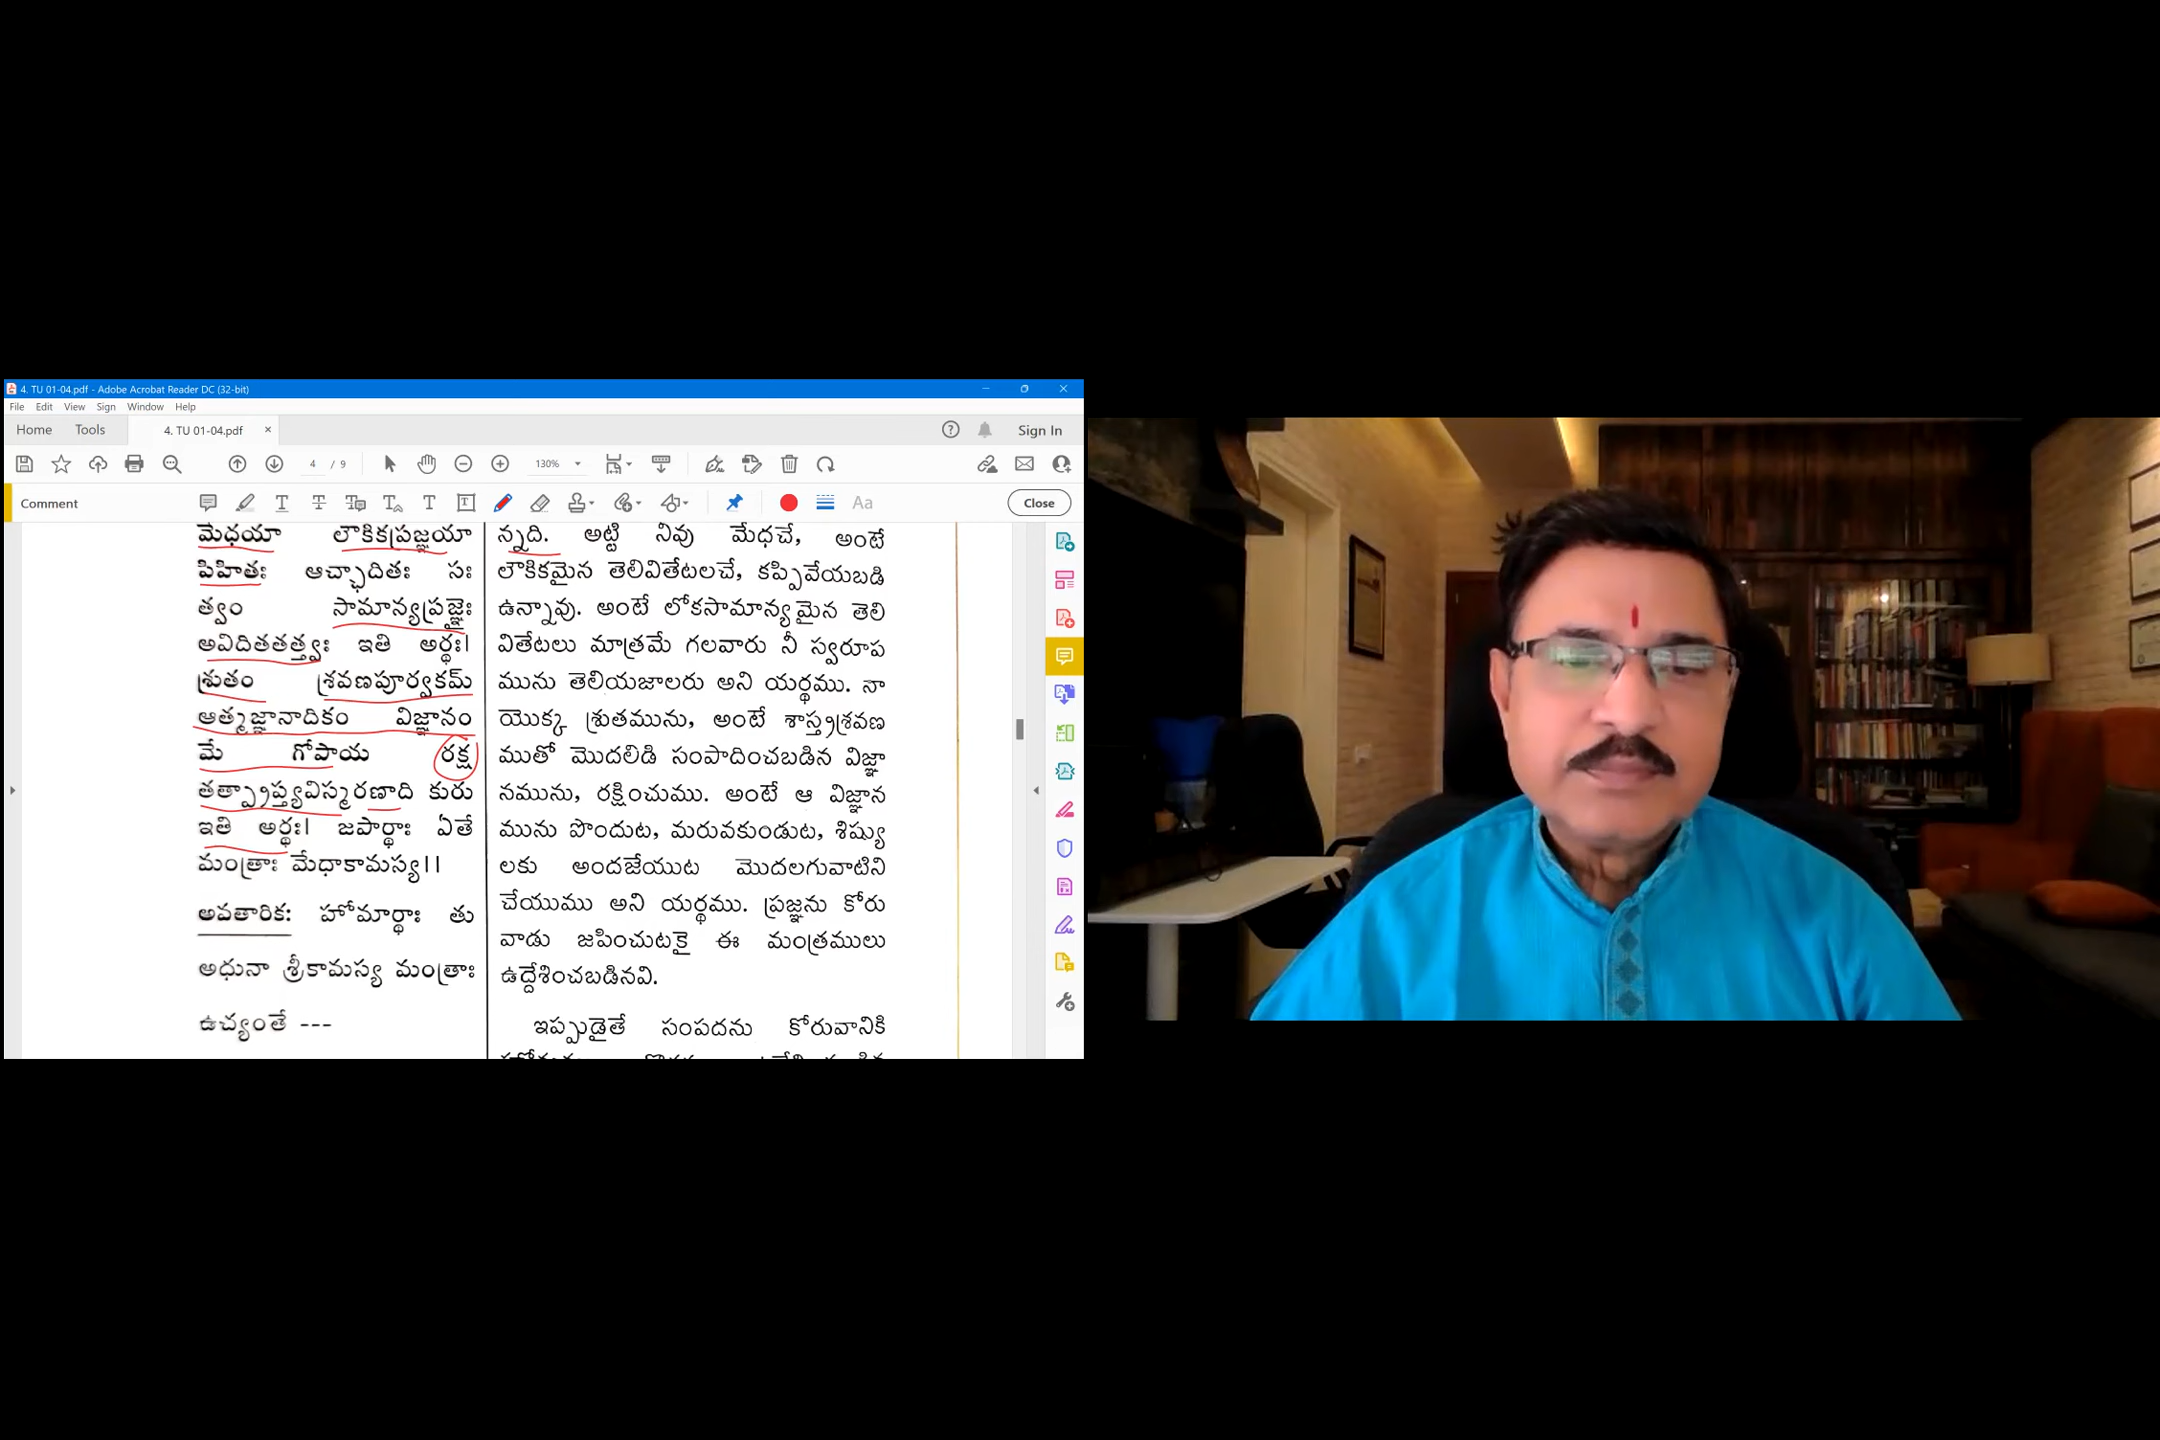 4. TU 01-04.pdf - Adobe Acrobat Reader DC (32-bit)
File Edit View Sign Window Help
Home Tools 4. TU 01-04.pdf × Sign In
4 / 9 130%
Comment Aa Close
మేధయా లౌకికప్రజ్ఞయా
పిహితః ఆచ్ఛాదితః సః
త్వం సామాన్యప్రజ్ఞైః
అవిదితతత్త్వః ఇతి అర్థః।
శ్రుతం శ్రవణపూర్వకమ్
ఆత్మజ్ఞానాదికం విజ్ఞానం
మే గోపాయ రక్ష
తత్ప్రాప్త్యవిస్మరణాది కురు
ఇతి అర్థః। జపార్థాః ఏతే
మంత్రాః మేధాకామస్య।।
అవతారిక: హోమార్థాః తు
అధునా శ్రీకామస్య మంత్రాః
ఉచ్యంతే ---
న్నది. అట్టి నీవు మేధచే, అంటే
లౌకికమైన తెలివితేటలచే, కప్పివేయబడి
ఉన్నావు. అంటే లోకసామాన్యమైన తెలి
వితేటలు మాత్రమే గలవారు నీ స్వరూప
మును తెలియజాలరు అని యర్థము. నా
యొక్క శ్రుతమును, అంటే శాస్త్రశ్రవణ
ముతో మొదలిడి సంపాదించబడిన విజ్ఞా
నమును, రక్షించుము. అంటే ఆ విజ్ఞాన
మును పొందుట, మరువకుండుట, శిష్యు
లకు అందజేయుట మొదలగువాటిని
చేయుము అని యర్థము. ప్రజ్ఞను కోరు
వాడు జపించుటకై ఈ మంత్రములు
ఉద్దేశించబడినవి.
ఇప్పుడైతే సంపదను కోరువానికి